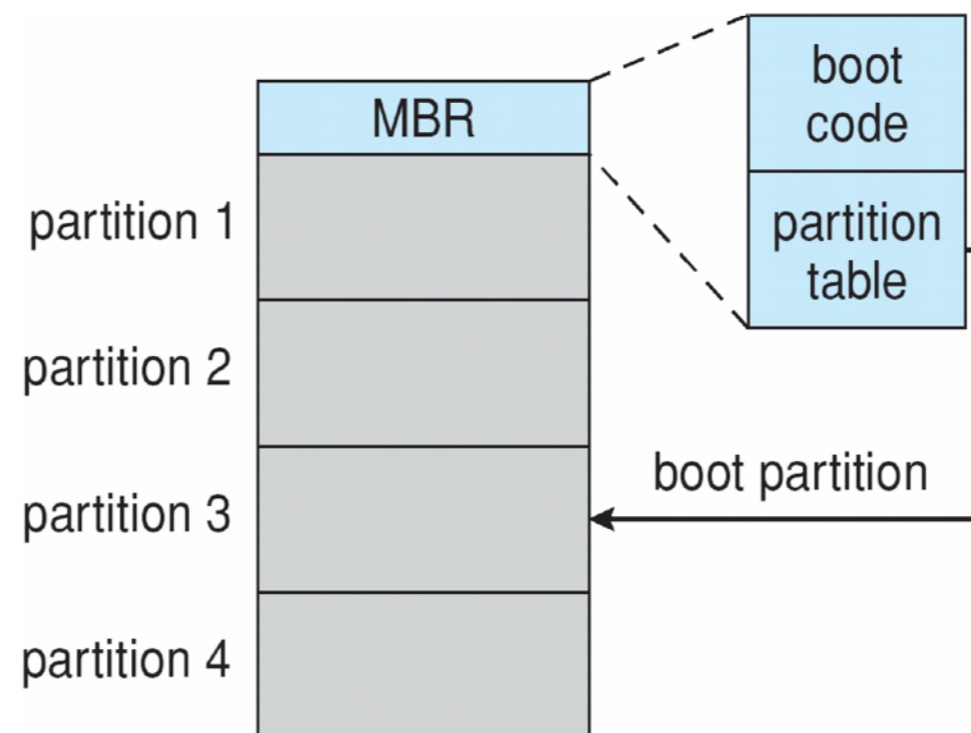 boot
code
MBR
partition 1
partition
table
partition 2
boot partition
partition 3
partition 4